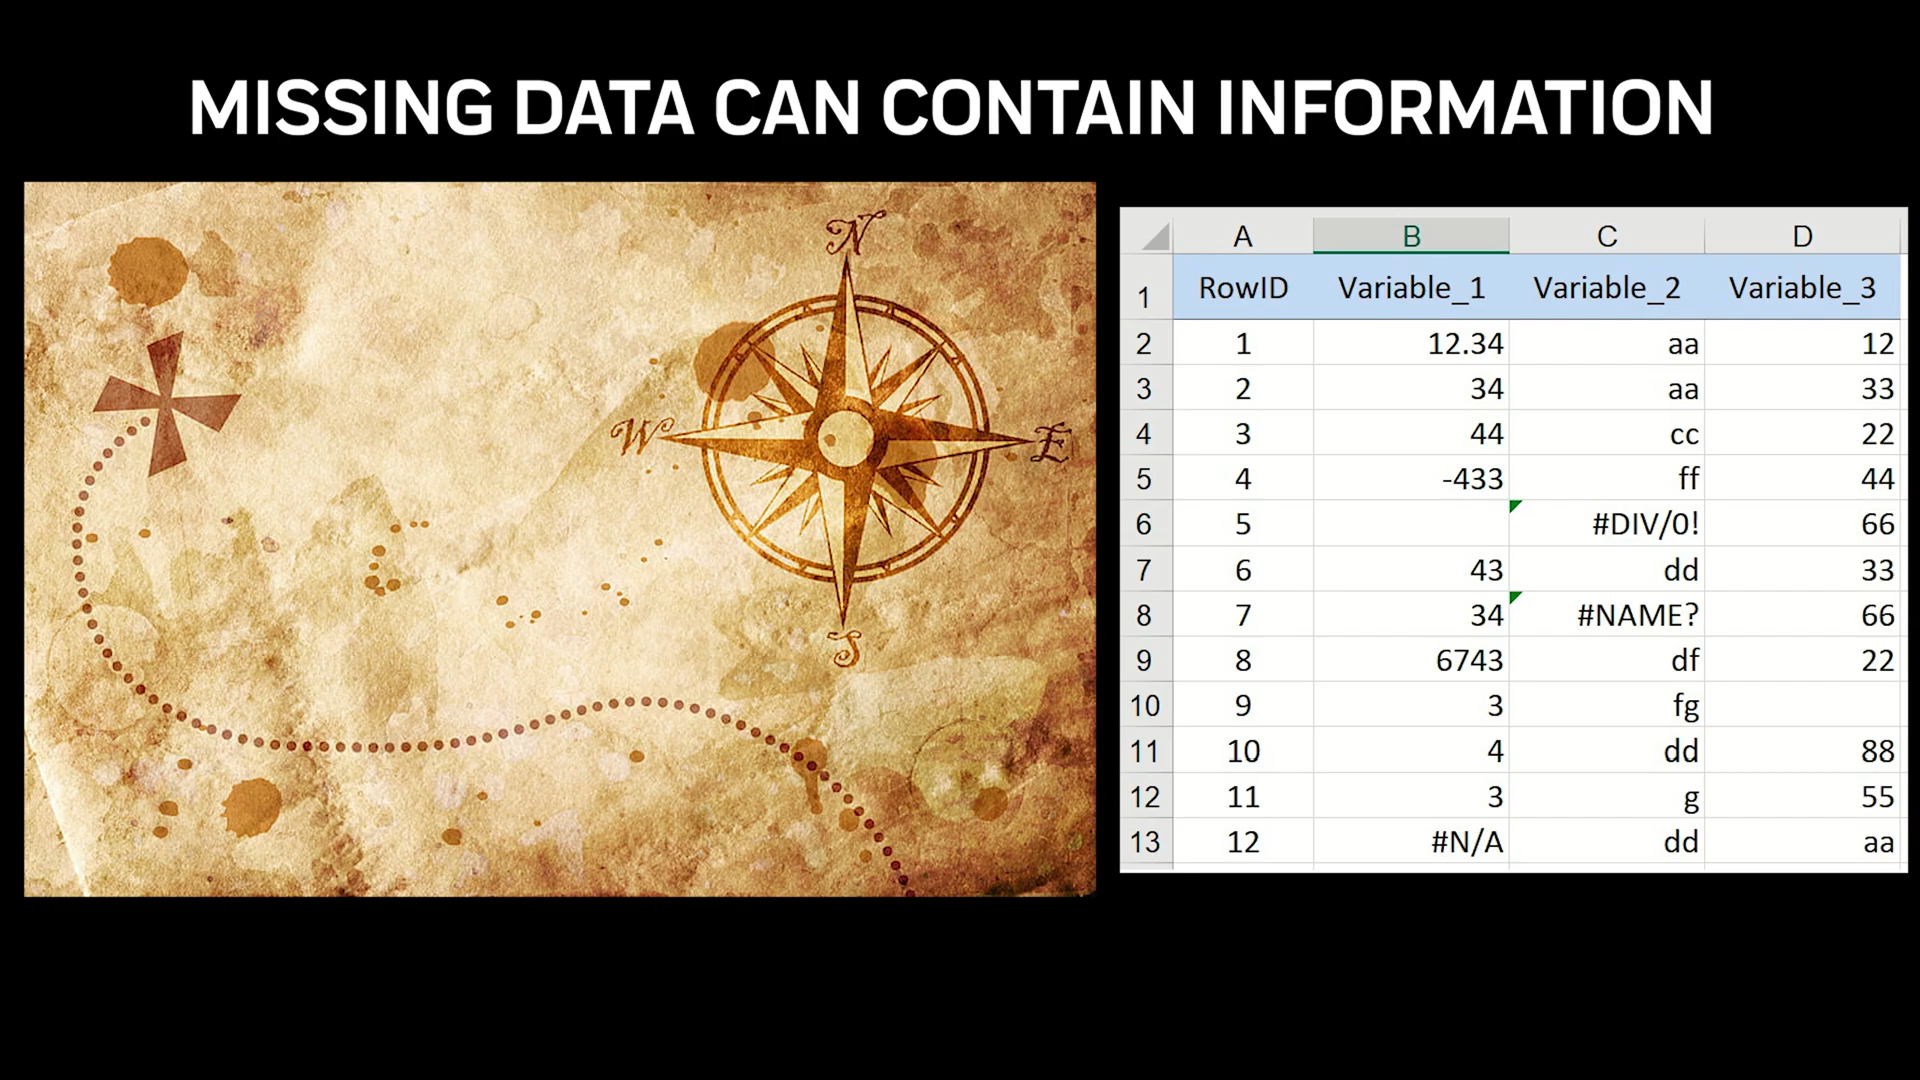 MISSING DATA CAN CONTAIN INFORMATION
N
W
E
S
A B C D
1 RowID Variable_1 Variable_2 Variable_3
2 1 12.34 aa 12
3 2 34 aa 33
4 3 44 cc 22
5 4 -433 ff 44
6 5 #DIV/0! 66
7 6 43 dd 33
8 7 34 #NAME? 66
9 8 6743 df 22
10 9 3 fg
11 10 4 dd 88
12 11 3 g 55
13 12 #N/A dd aa